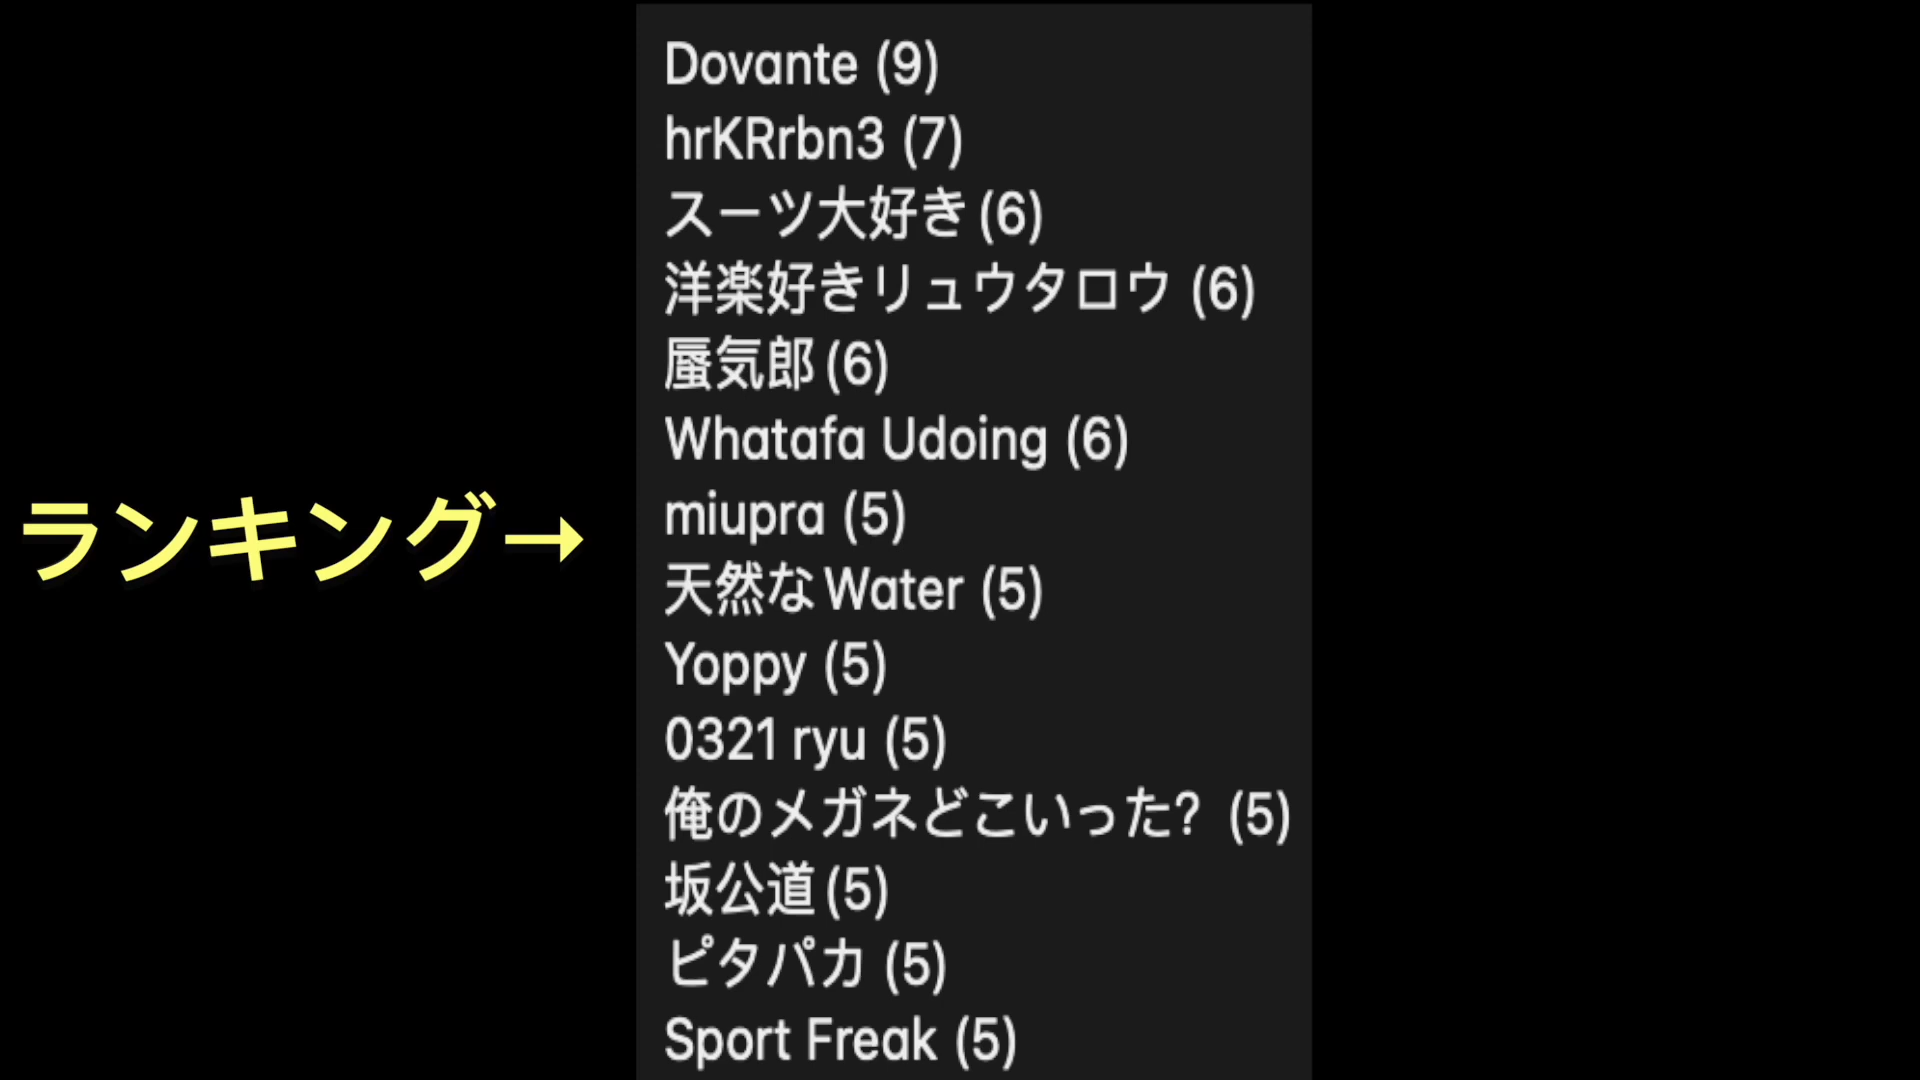 ランキング→
Dovante (9)
hrKRrbn3 (7)
スーツ大好き(6)
洋楽好きリュウタロウ (6)
蜃気郎(6)
Whatafa Udoing (6)
miupra (5)
天然なWater (5)
Yoppy (5)
0321 ryu (5)
俺のメガネどこいった? (5)
坂公道(5)
ピタパカ (5)
Sport Freak (5)